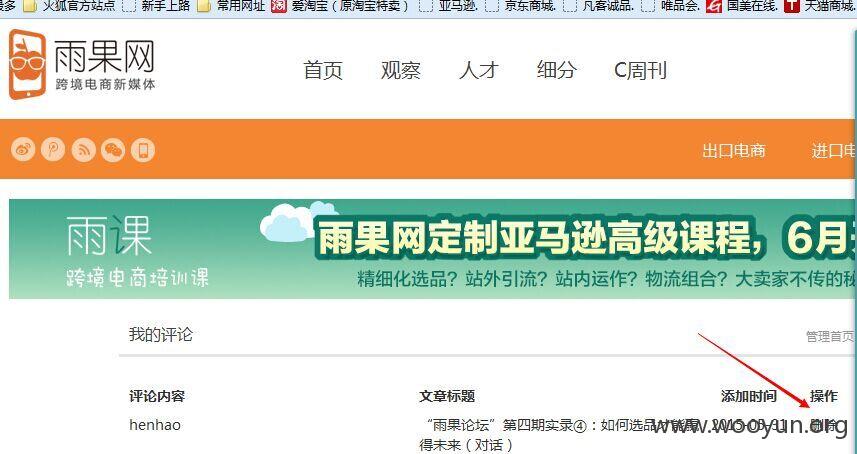 最多 火狐官方站点 新手上路 常用网址 爱淘宝（原淘宝特卖） 亚马逊. 京东商城. 凡客诚品. 唯品会. 国美在线. 天猫商城.
雨果网
跨境电商新媒体
首页 观察 人才 细分 C周刊
出口电商 进口电
雨课
跨境电商培训课
雨果网定制亚马逊高级课程，6月
精细化选品？站外引流？站内运作？物流组合？大卖家不传的秘
我的评论 管理首页
评论内容 文章标题 添加时间 操作
henhao “雨果论坛”第四期实录④：如何选品 2015-05-31 删除
得未来（对话）
www.wooyun.org